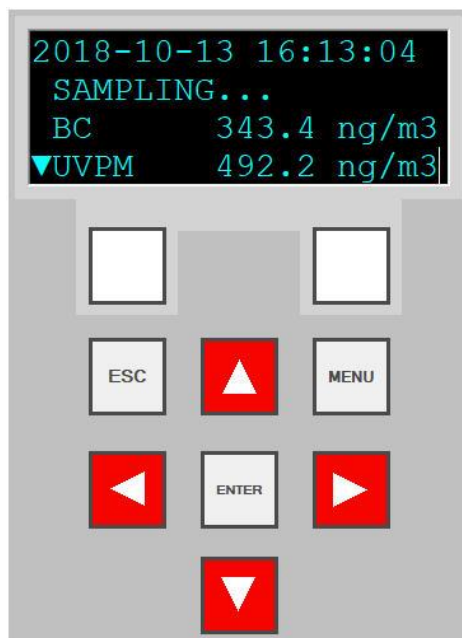 2018-10-13 16:13:04
SAMPLING...
BC 343.4 ng/m3
▼UVPM 492.2 ng/m3
ESC
MENU
ENTER